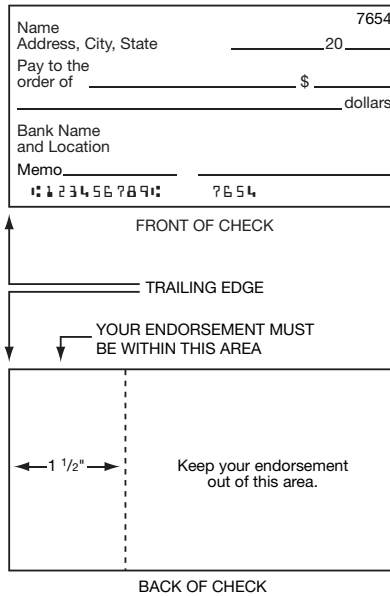 7654
Name
Address, City, State 20
Pay to the
order of $
dollars
Bank Name
and Location
Memo
⑆123456789⑆ 7654
FRONT OF CHECK
TRAILING EDGE
YOUR ENDORSEMENT MUST
BE WITHIN THIS AREA
1 1/2"
Keep your endorsement
out of this area.
BACK OF CHECK